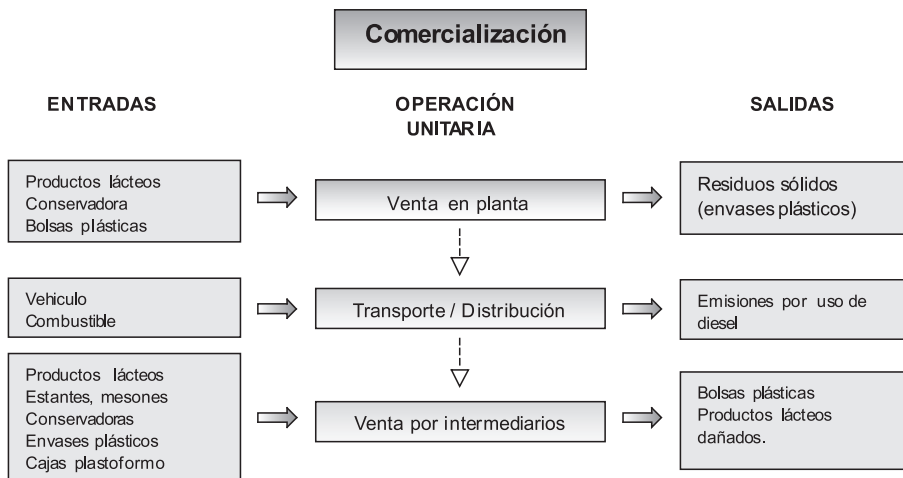 Comercialización
ENTRADAS
OPERACIÓN
UNITARIA
SALIDAS
Productos lácteos
Conservadora
Bolsas plásticas
Venta en planta
Residuos sólidos
(envases plásticos)
Vehiculo
Combustible
Transporte / Distribución
Emisiones por uso de
diesel
Productos lácteos
Estantes, mesones
Conservadoras
Envases plásticos
Cajas plastoformo
Venta por intermediarios
Bolsas plásticas
Productos lácteos
dañados.